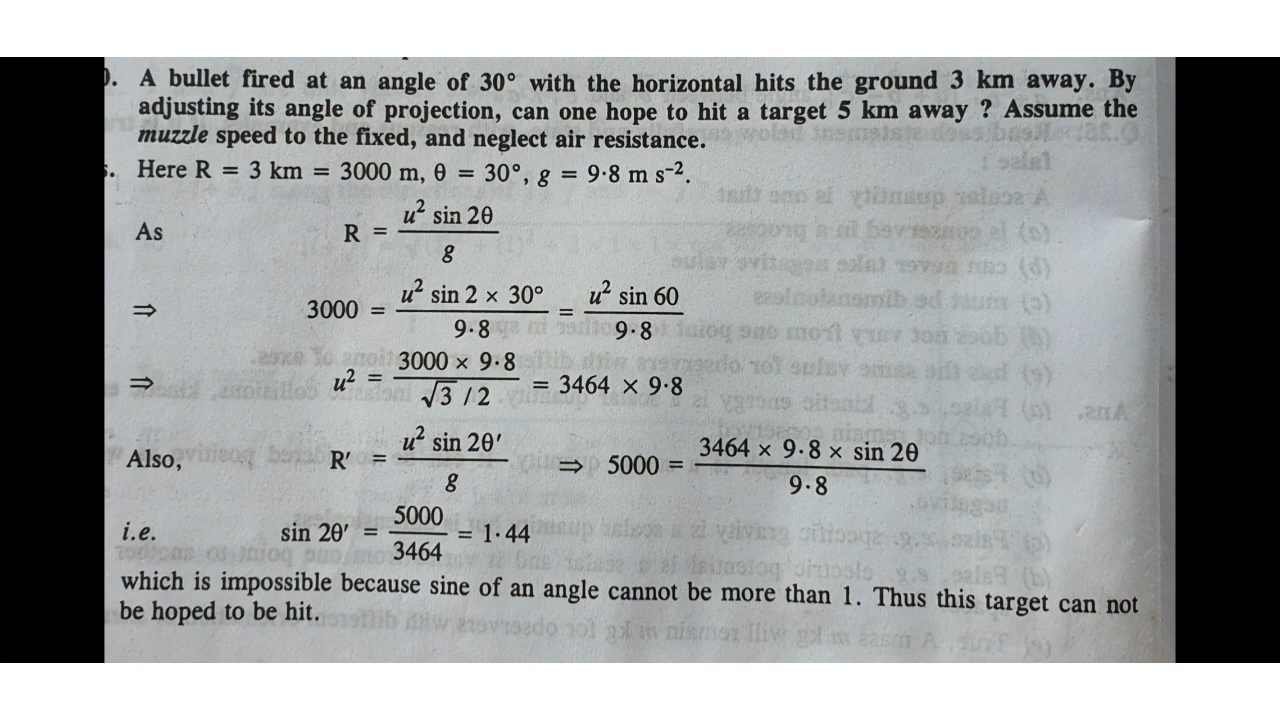 ). A bullet fired at an angle of 30° with the horizontal hits the ground 3 km away. By
adjusting its angle of projection, can one hope to hit a target 5 km away ? Assume the
muzzle speed to the fixed, and neglect air resistance.
s. Here R = 3 km = 3000 m, θ = 30°, g = 9·8 m s⁻².
As R = u² sin 2θ / g
⇒ 3000 = u² sin 2 × 30° / 9·8 = u² sin 60 / 9·8
⇒ u² = 3000 × 9·8 / √3 / 2 = 3464 × 9·8
Also, R′ = u² sin 2θ′ / g ⇒ 5000 = 3464 × 9·8 × sin 2θ / 9·8
i.e. sin 2θ′ = 5000 / 3464 = 1·44
which is impossible because sine of an angle cannot be more than 1. Thus this target can not
be hoped to be hit.